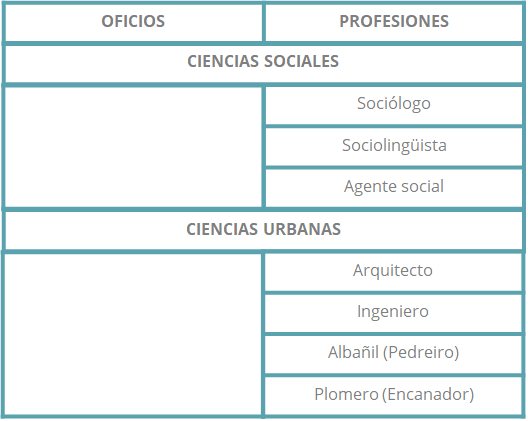 OFICIOS PROFESIONES
CIENCIAS SOCIALES
Sociólogo
Sociolingüista
Agente social
CIENCIAS URBANAS
Arquitecto
Ingeniero
Albañil (Pedreiro)
Plomero (Encanador)